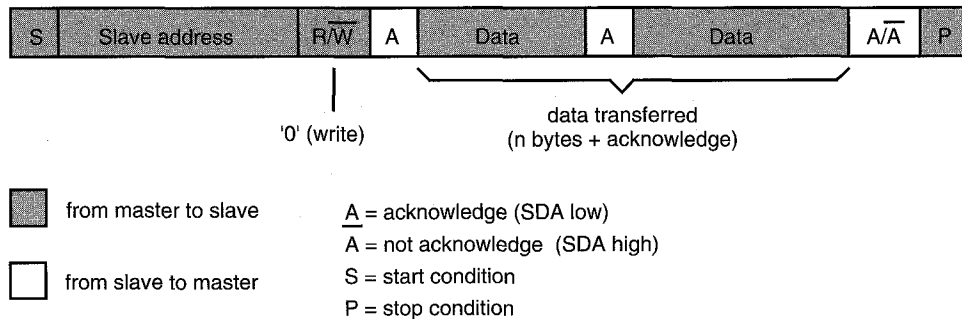 S Slave address R/W̅ A Data A Data A/A̅ P
data transferred
'0' (write)
(n bytes + acknowledge)
from master to slave
A = acknowledge (SDA low)
A̅ = not acknowledge (SDA high)
from slave to master
S = start condition
P = stop condition